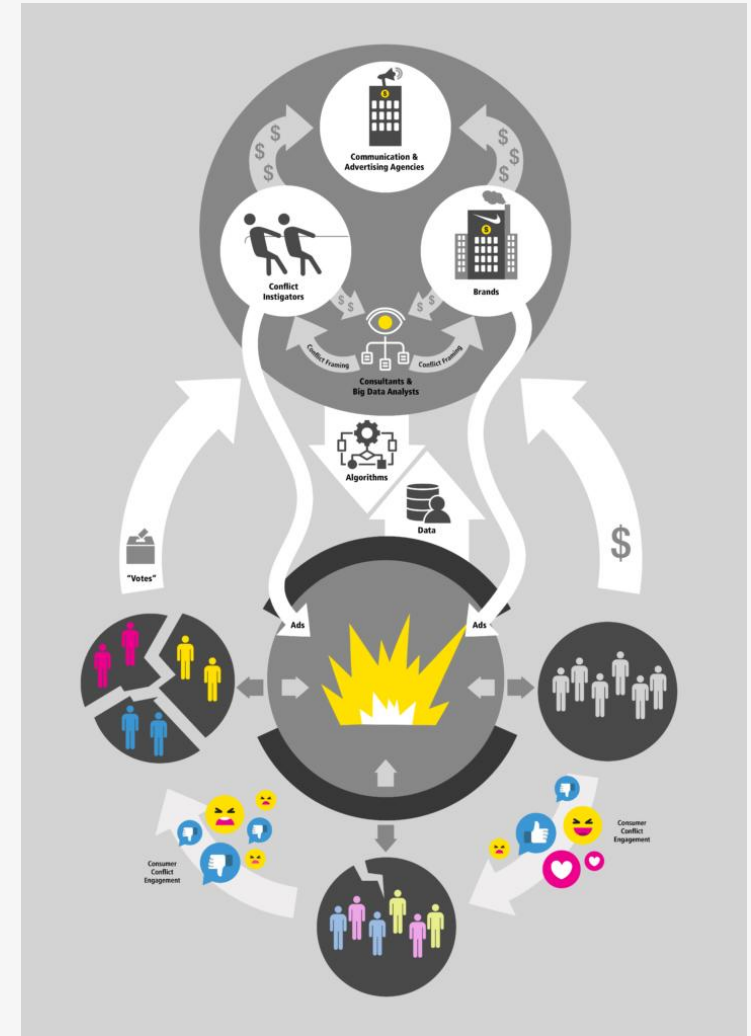 $
$
$
$
$
$
$
$
Communication &
Advertising Agencies
$
Conflict
Instigators
$
Brands
$
$
$
$
Conflict Framing
Conflict Framing
Consultants &
Big Data Analysts
Algorithms
Data
"Votes"
$
Ads
Ads
Consumer
Conflict
Engagement
Consumer
Conflict
Engagement